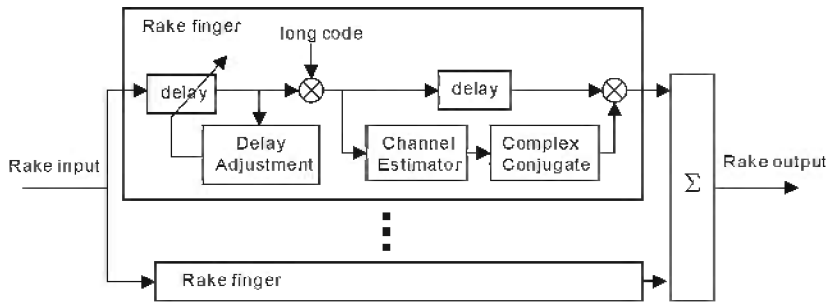 Rake finger
long code
delay
delay
Delay
Adjustment
Channel
Estimator
Complex
Conjugate
Rake input
Σ
Rake output
Rake finger